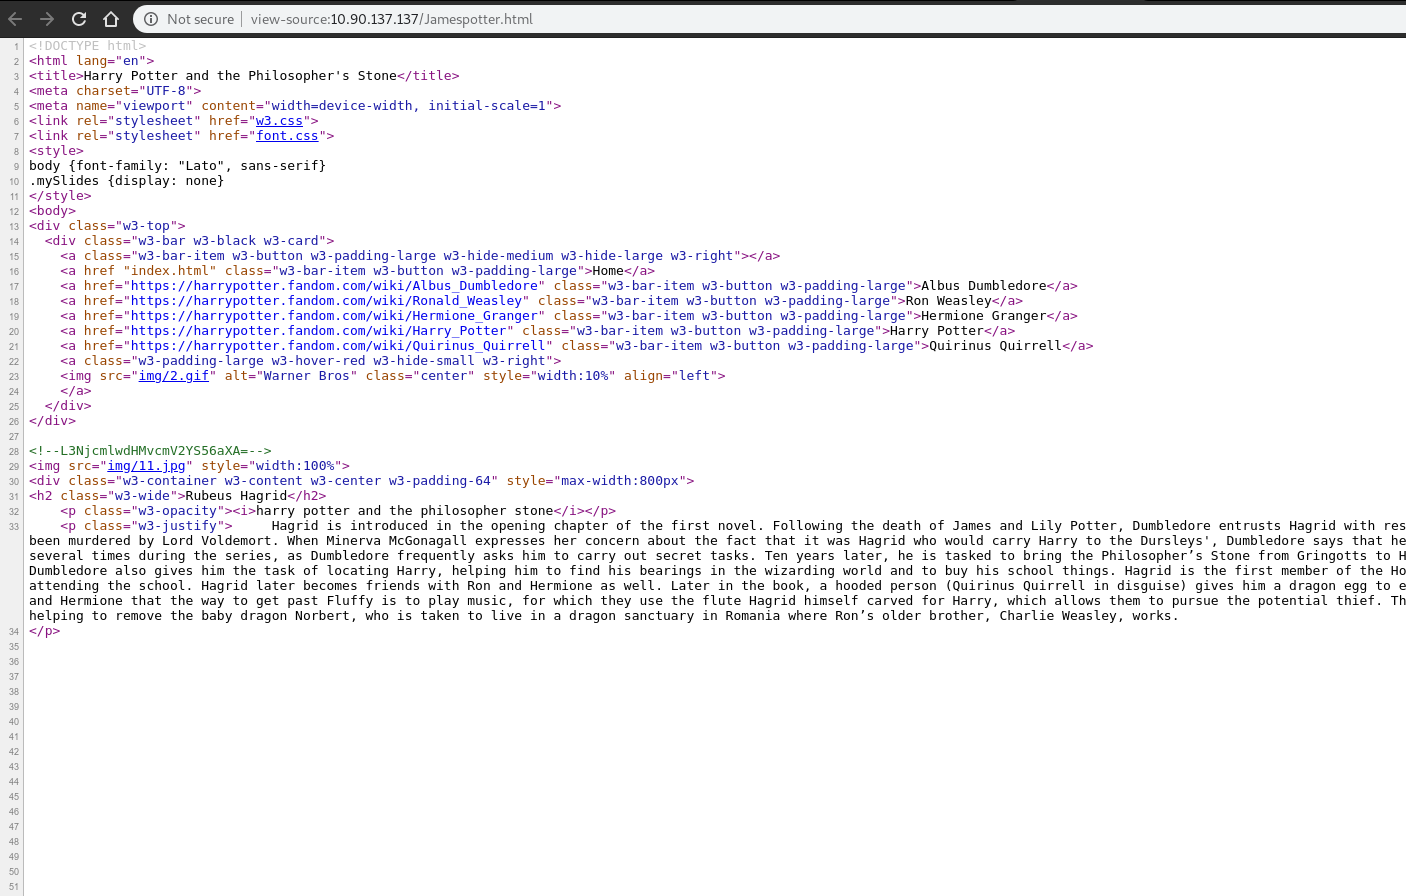 Not secure | view-source:10.90.137.137/Jamespotter.html
1 <!DOCTYPE html>
2 <html lang="en">
3 <title>Harry Potter and the Philosopher's Stone</title>
4 <meta charset="UTF-8">
5 <meta name="viewport" content="width=device-width, initial-scale=1">
6 <link rel="stylesheet" href="w3.css">
7 <link rel="stylesheet" href="font.css">
8 <style>
9 body {font-family: "Lato", sans-serif}
10 .mySlides {display: none}
11 </style>
12 <body>
13 <div class="w3-top">
14 <div class="w3-bar w3-black w3-card">
15 <a class="w3-bar-item w3-button w3-padding-large w3-hide-medium w3-hide-large w3-right"></a>
16 <a href "index.html" class="w3-bar-item w3-button w3-padding-large">Home</a>
17 <a href="https://harrypotter.fandom.com/wiki/Albus_Dumbledore" class="w3-bar-item w3-button w3-padding-large">Albus Dumbledore</a>
18 <a href="https://harrypotter.fandom.com/wiki/Ronald_Weasley" class="w3-bar-item w3-button w3-padding-large">Ron Weasley</a>
19 <a href="https://harrypotter.fandom.com/wiki/Hermione_Granger" class="w3-bar-item w3-button w3-padding-large">Hermione Granger</a>
20 <a href="https://harrypotter.fandom.com/wiki/Harry_Potter" class="w3-bar-item w3-button w3-padding-large">Harry Potter</a>
21 <a href="https://harrypotter.fandom.com/wiki/Quirinus_Quirrell" class="w3-bar-item w3-button w3-padding-large">Quirinus Quirrell</a>
22 <a class="w3-padding-large w3-hover-red w3-hide-small w3-right">
23 <img src="img/2.gif" alt="Warner Bros" class="center" style="width:10%" align="left">
24 </a>
25 </div>
26 </div>
27
28 <!--L3NjcmlwdHMvcmV2YS56aXA=-->
29 <img src="img/11.jpg" style="width:100%">
30 <div class="w3-container w3-content w3-center w3-padding-64" style="max-width:800px">
31 <h2 class="w3-wide">Rubeus Hagrid</h2>
32 <p class="w3-opacity"><i>harry potter and the philosopher stone</i></p>
33 <p class="w3-justify"> Hagrid is introduced in the opening chapter of the first novel. Following the death of James and Lily Potter, Dumbledore entrusts Hagrid with res
been murdered by Lord Voldemort. When Minerva McGonagall expresses her concern about the fact that it was Hagrid who would carry Harry to the Dursleys', Dumbledore says that he
several times during the series, as Dumbledore frequently asks him to carry out secret tasks. Ten years later, he is tasked to bring the Philosopher’s Stone from Gringotts to H
Dumbledore also gives him the task of locating Harry, helping him to find his bearings in the wizarding world and to buy his school things. Hagrid is the first member of the Ho
attending the school. Hagrid later becomes friends with Ron and Hermione as well. Later in the book, a hooded person (Quirinus Quirrell in disguise) gives him a dragon egg to e
and Hermione that the way to get past Fluffy is to play music, for which they use the flute Hagrid himself carved for Harry, which allows them to pursue the potential thief. Th
helping to remove the baby dragon Norbert, who is taken to live in a dragon sanctuary in Romania where Ron’s older brother, Charlie Weasley, works.
34 </p>
35
36
37
38
39
40
41
42
43
44
45
46
47
48
49
50
51